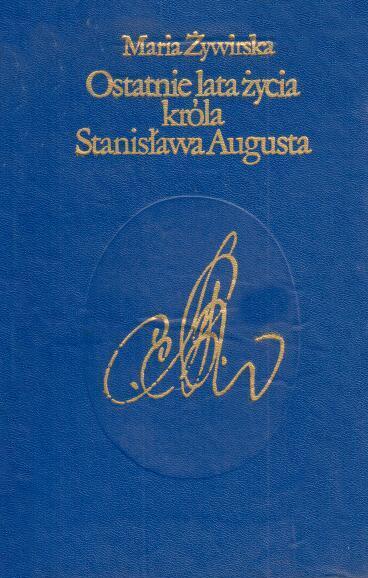 Maria Żywirska
Ostatnie lata życia
króla
Stanisława Augusta